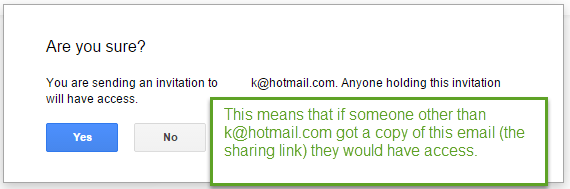 Are you sure?
You are sending an invitation to k@hotmail.com. Anyone holding this invitation
will have access.
Yes No
This means that if someone other than
k@hotmail.com got a copy of this email (the
sharing link) they would have access.